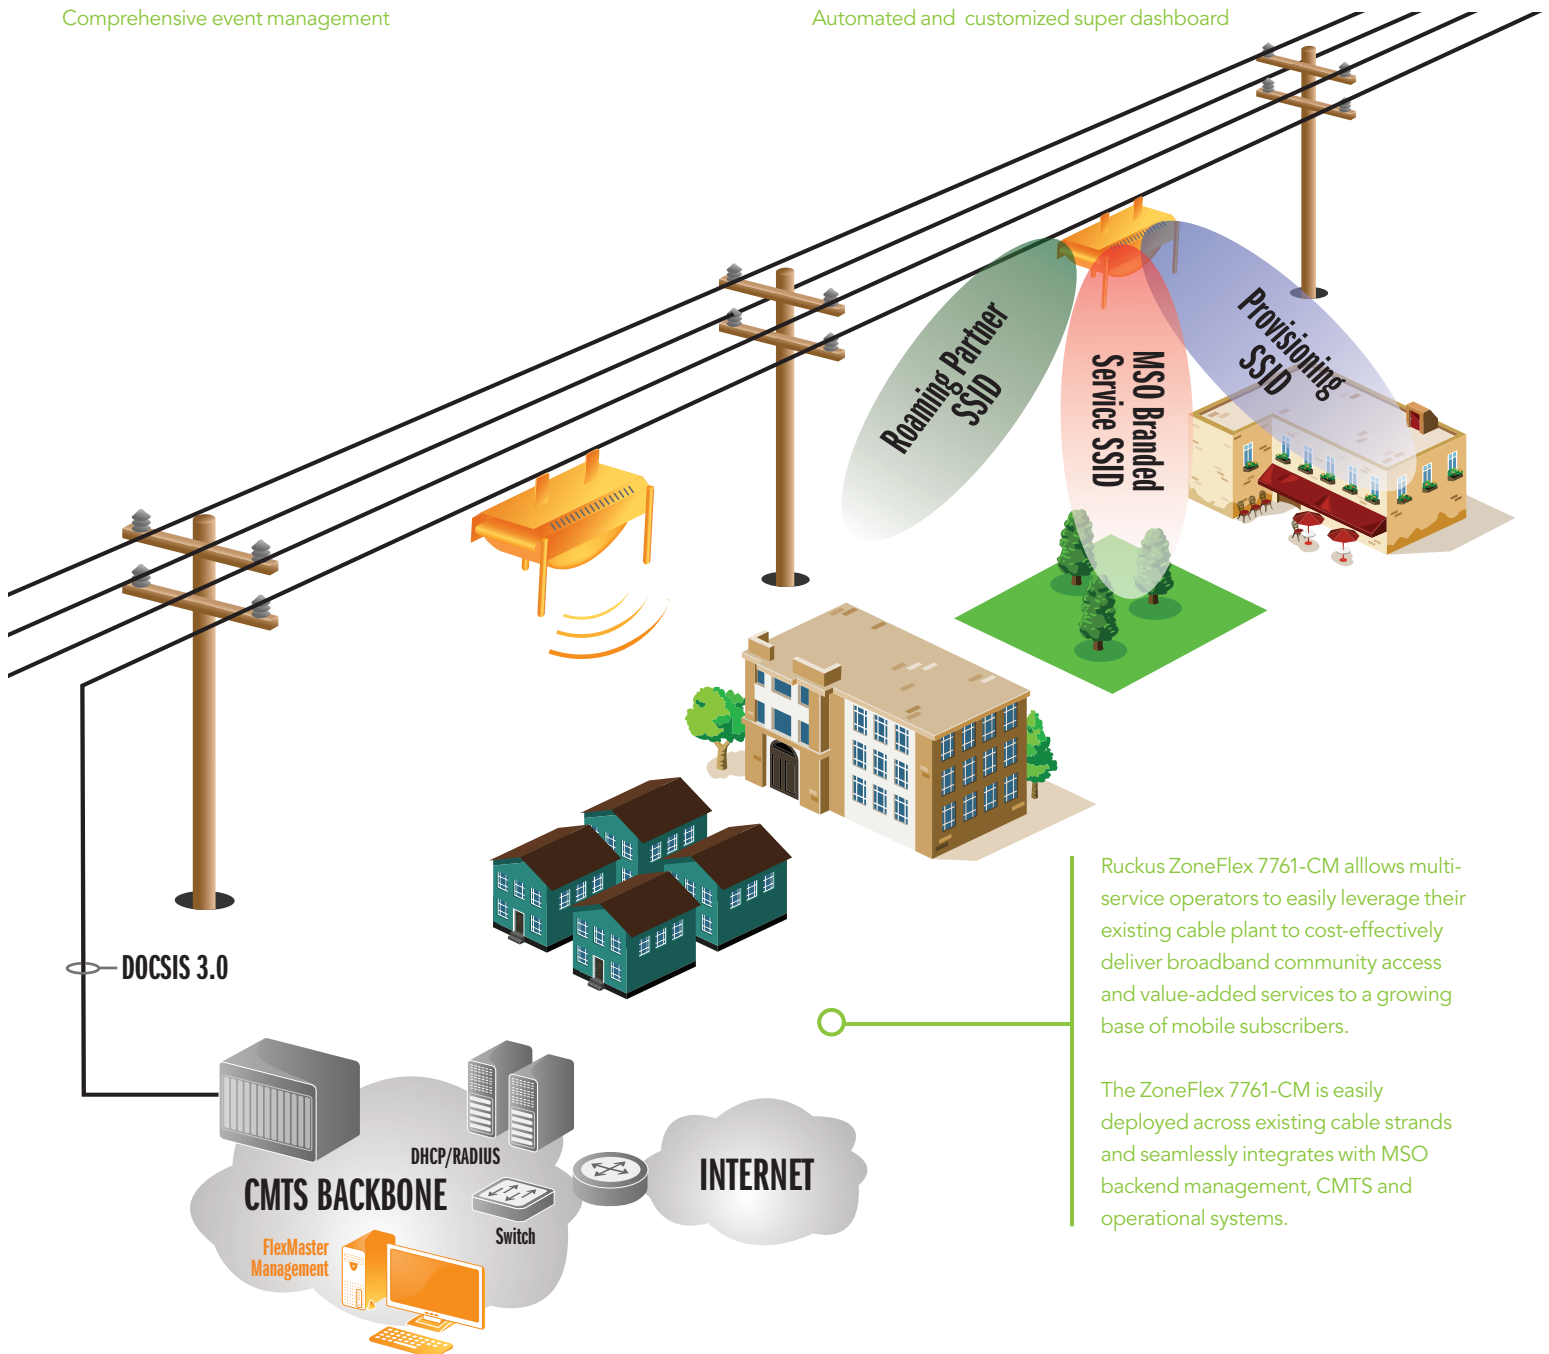 Comprehensive event management
Automated and customized super dashboard
Roaming Partner
SSID
MSO Branded
Service SSID
Provisioning
SSID
DOCSIS 3.0
DHCP/RADIUS
CMTS BACKBONE
Switch
FlexMaster
Management
INTERNET
Ruckus ZoneFlex 7761-CM alllows multi-
service operators to easily leverage their
existing cable plant to cost-effectively
deliver broadband community access
and value-added services to a growing
base of mobile subscribers.
The ZoneFlex 7761-CM is easily
deployed across existing cable strands
and seamlessly integrates with MSO
backend management, CMTS and
operational systems.